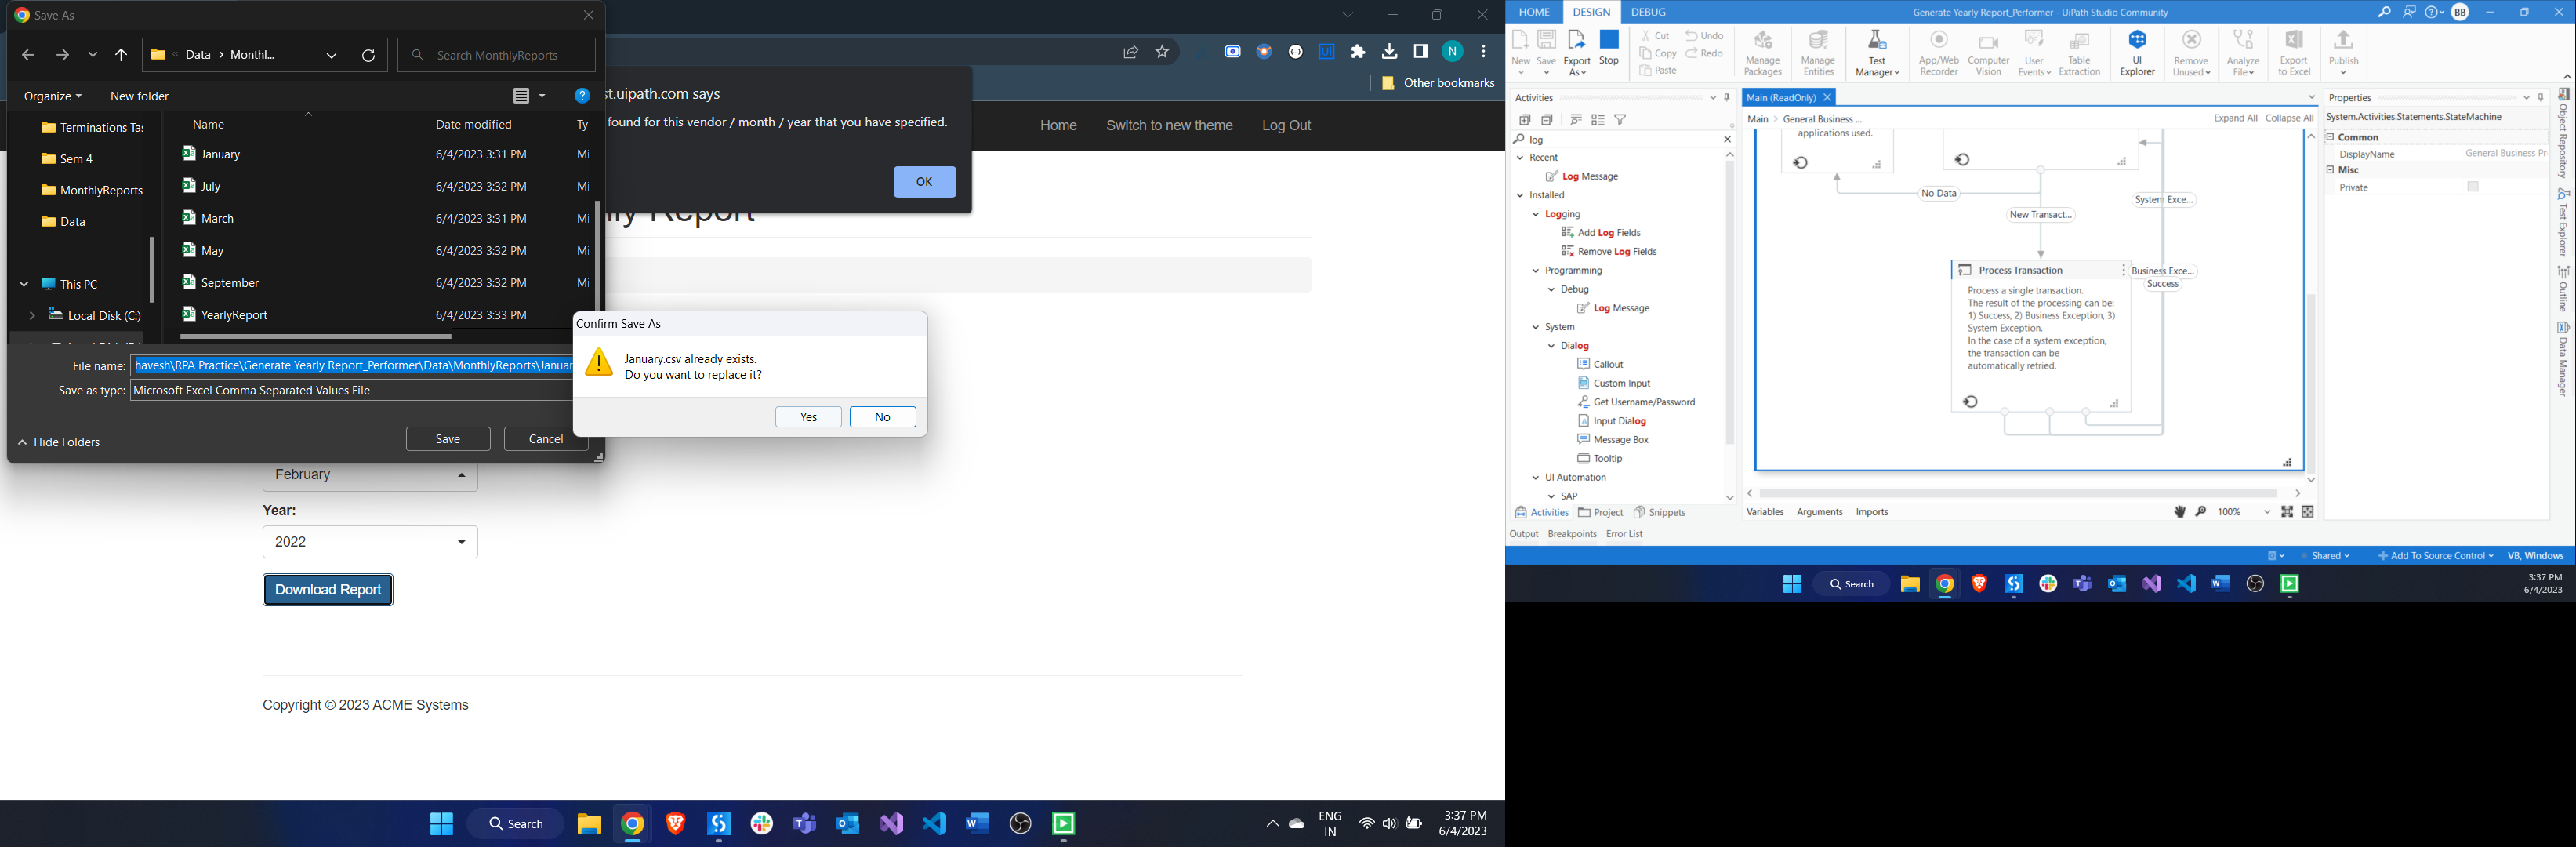 Save As
Data > Monthl...
Search MonthlyReports
Organize
New folder
Name
Date modified
Ty
Terminations Tas
Sem 4
MonthlyReports
Data
This PC
Local Disk (C:)
January 6/4/2023 3:31 PM Mi
July 6/4/2023 3:32 PM Mi
March 6/4/2023 3:31 PM Mi
May 6/4/2023 3:32 PM Mi
September 6/4/2023 3:32 PM Mi
YearlyReport 6/4/2023 3:33 PM Mi
File name: havesh\RPA Practice\Generate Yearly Report_Performer\Data\MonthlyReports\Januar
Save as type: Microsoft Excel Comma Separated Values File
Hide Folders
Save
Cancel
N
Other bookmarks
st.uipath.com says
found for this vendor / month / year that you have specified.
OK
Home
Switch to new theme
Log Out
ly Report
Confirm Save As
January.csv already exists.
Do you want to replace it?
Yes
No
February
Year:
2022
Download Report
Copyright © 2023 ACME Systems
Search
ENG
IN
3:37 PM
6/4/2023
HOME
DESIGN
DEBUG
Generate Yearly Report_Performer - UiPath Studio Community
BB
New
Save
Export
As
Stop
Cut
Copy
Paste
Undo
Redo
Manage
Packages
Manage
Entities
Test
Manager
App/Web
Recorder
Computer
Vision
User
Events
Table
Extraction
UI
Explorer
Remove
Unused
Analyze
File
Export
to Excel
Publish
Activities
log
Recent
Log Message
Installed
Logging
Add Log Fields
Remove Log Fields
Programming
Debug
Log Message
System
Dialog
Callout
Custom Input
Get Username/Password
Input Dialog
Message Box
Tooltip
UI Automation
SAP
Activities
Project
Snippets
Main (ReadOnly)
Main > General Business ...
Expand All
Collapse All
applications used.
No Data
New Transact...
System Exce...
Business Exce...
Success
Process Transaction
Process a single transaction.
The result of the processing can be:
1) Success, 2) Business Exception, 3)
System Exception.
In the case of a system exception,
the transaction can be
automatically retried.
Variables
Arguments
Imports
100%
Properties
System.Activities.Statements.StateMachine
Common
DisplayName General Business Pr
Misc
Private
Object Repository
Test Explorer
Outline
Data Manager
Output
Breakpoints
Error List
Shared
Add To Source Control
VB, Windows
Search
3:37 PM
6/4/2023